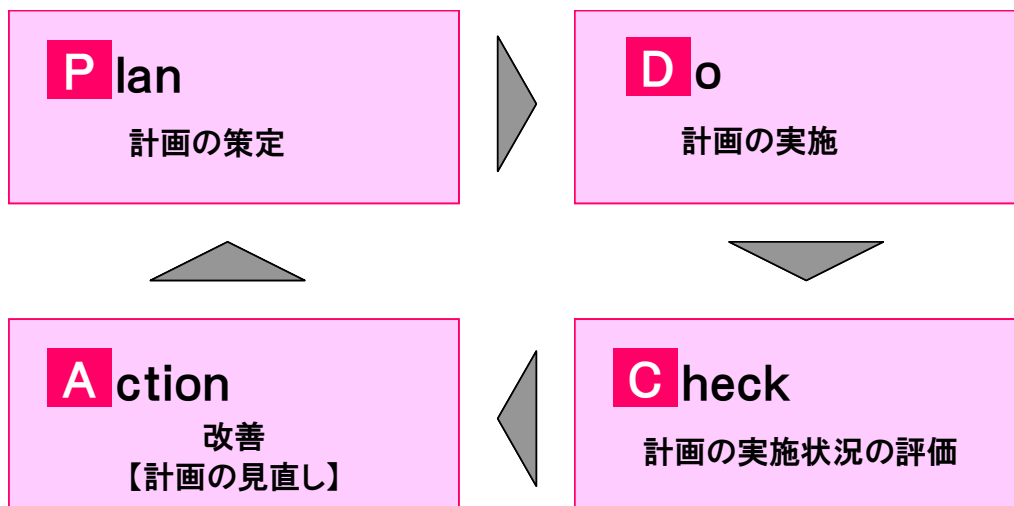 Plan
計画の策定
Do
計画の実施
Action
改善
【計画の見直し】
Check
計画の実施状況の評価